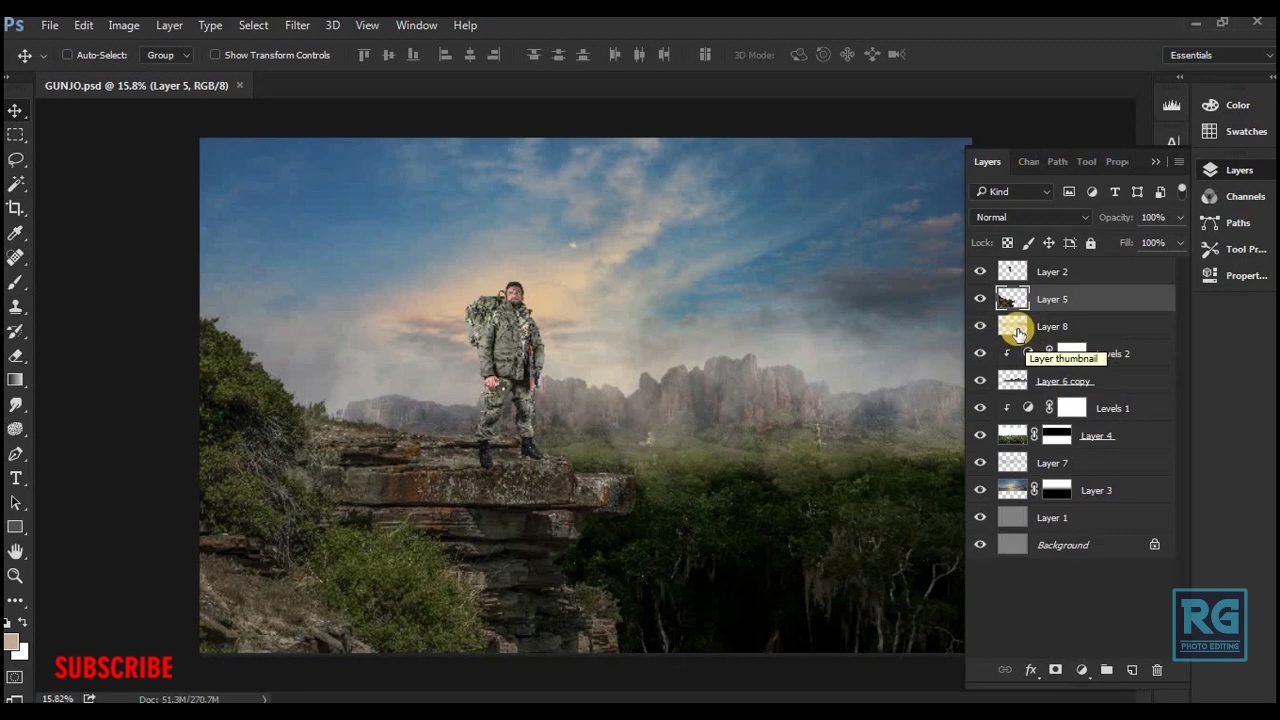 Ps File Edit Image Layer Type Select Filter 3D View Window Help
Auto-Select: Group Show Transform Controls 3D Mode: Essentials
GUNJO.psd @ 15.8% (Layer 5, RGB/8) ×
Color
Swatches
Layers
Channels
Paths
Tool Pr...
Propert...
Layers Chan Path Tool Prope
Kind
Normal Opacity: 100%
Lock: Fill: 100%
Layer 2
Layer 5
Layer 8
Layer thumbnail
Layer 6 copy
Levels 1
Layer 4
Layer 7
Layer 3
Layer 1
Background
fx
RG
PHOTO EDITING
SUBSCRIBE
15.82% Doc: 51.3M/270.7M